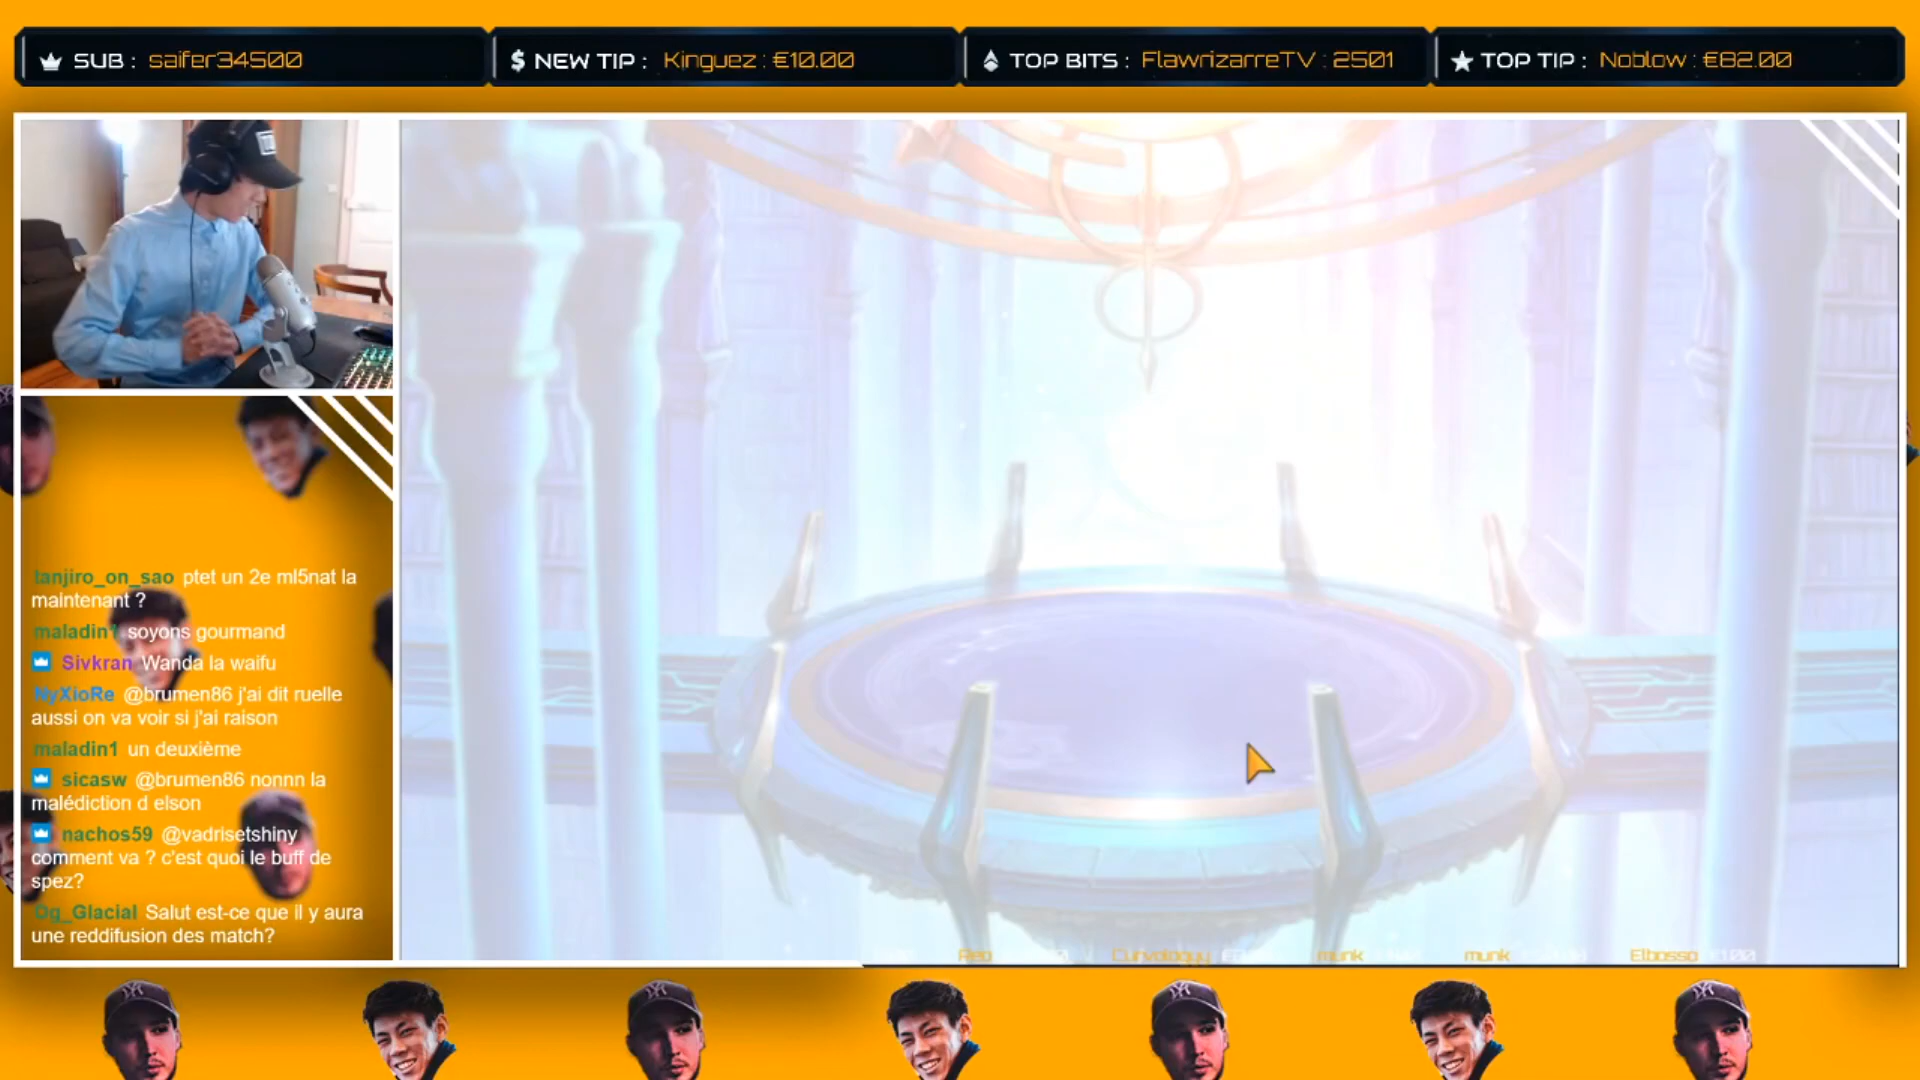 SUB : saifer34500
$ NEW TIP : Kinguez : €10.00
TOP BITS : FlawrizarreTV : 2501
TOP TIP : Noblow : €82.00
tanjiro_on_sao ptet un 2e ml5nat la
maintenant ?
maladin1 soyons gourmand
Sivkran Wanda la waifu
NyXioRe @brumen86 j'ai dit ruelle
aussi on va voir si j'ai raison
maladin1 un deuxième
sicasw @brumen86 nonnn la
malédiction d elson
nachos59 @vadrisetshiny
comment va ? c'est quoi le buff de
spez?
Og_Glacial Salut est-ce que il y aura
une reddifusion des match?
munk munk